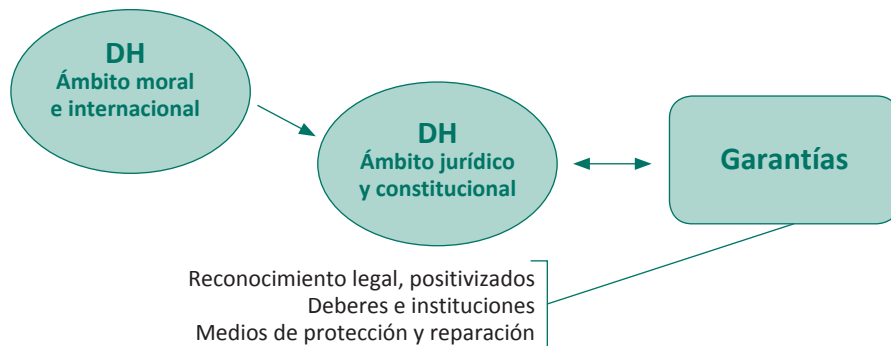 DH
Ámbito moral
e internacional
DH
Ámbito jurídico
y constitucional
Garantías
Reconocimiento legal, positivizados
Deberes e instituciones
Medios de protección y reparación